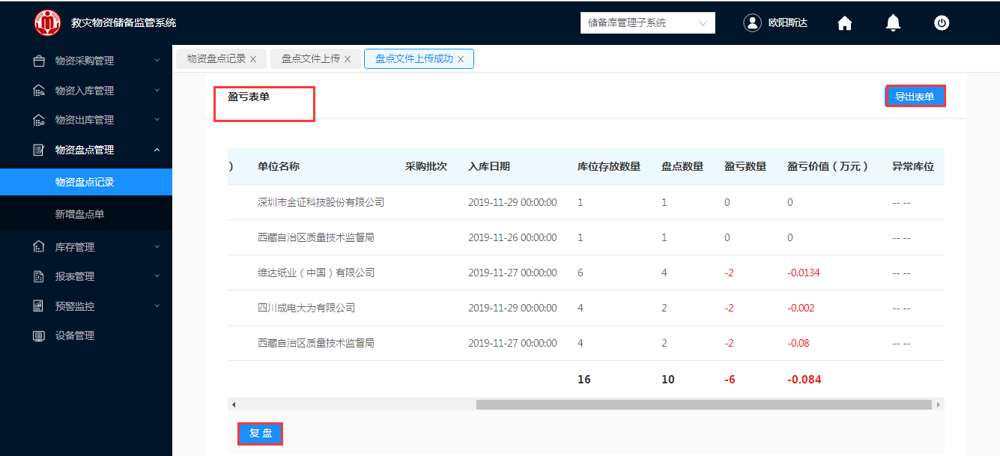 救灾物资储备监管系统
储备库管理子系统
欧阳斯达
物资采购管理
物资入库管理
物资出库管理
物资盘点管理
物资盘点记录
新增盘点单
库存管理
报表管理
预警监控
设备管理
物资盘点记录 ×
盘点文件上传 ×
盘点文件上传成功 ×
盈亏表单
导出表单
) 单位名称 采购批次 入库日期 库位存放数量 盘点数量 盈亏数量 盈亏价值（万元） 异常库位
深圳市金证科技股份有限公司 2019-11-29 00:00:00 1 1 0 0 -- --
西藏自治区质量技术监督局 2019-11-26 00:00:00 1 1 0 0 -- --
维达纸业（中国）有限公司 2019-11-27 00:00:00 6 4 -2 -0.0134 -- --
四川成电大为有限公司 2019-11-29 00:00:00 4 2 -2 -0.002 -- --
西藏自治区质量技术监督局 2019-11-27 00:00:00 4 2 -2 -0.08 -- --
16 10 -6 -0.084
复 盘